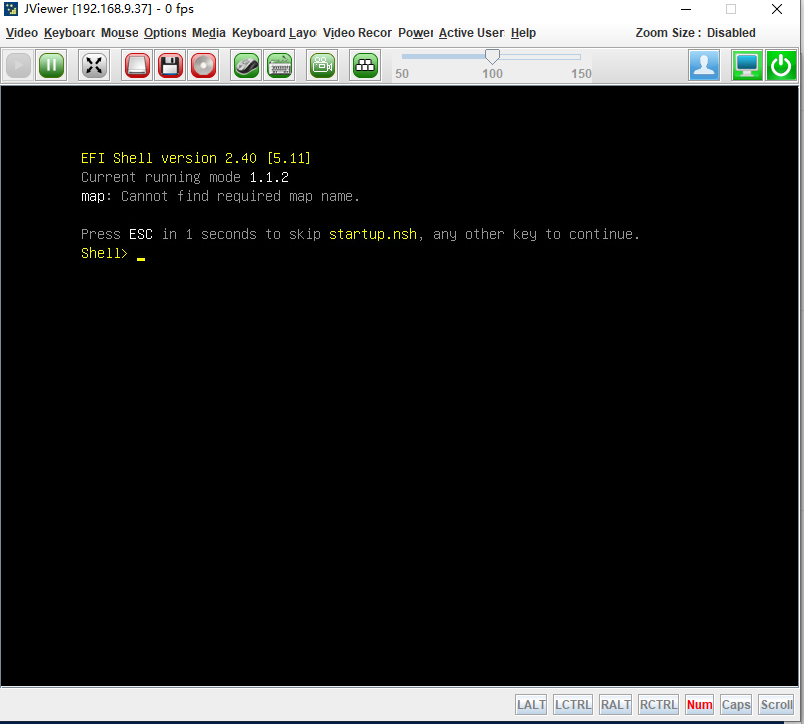 JViewer [192.168.9.37] - 0 fps
Video Keyboard Mouse Options Media Keyboard Layou Video Recor Power Active User Help Zoom Size : Disabled
50 100 150
EFI Shell version 2.40 [5.11]
Current running mode 1.1.2
map: Cannot find required map name.
Press ESC in 1 seconds to skip startup.nsh, any other key to continue.
Shell> _
LALT LCTRL RALT RCTRL Num Caps Scroll